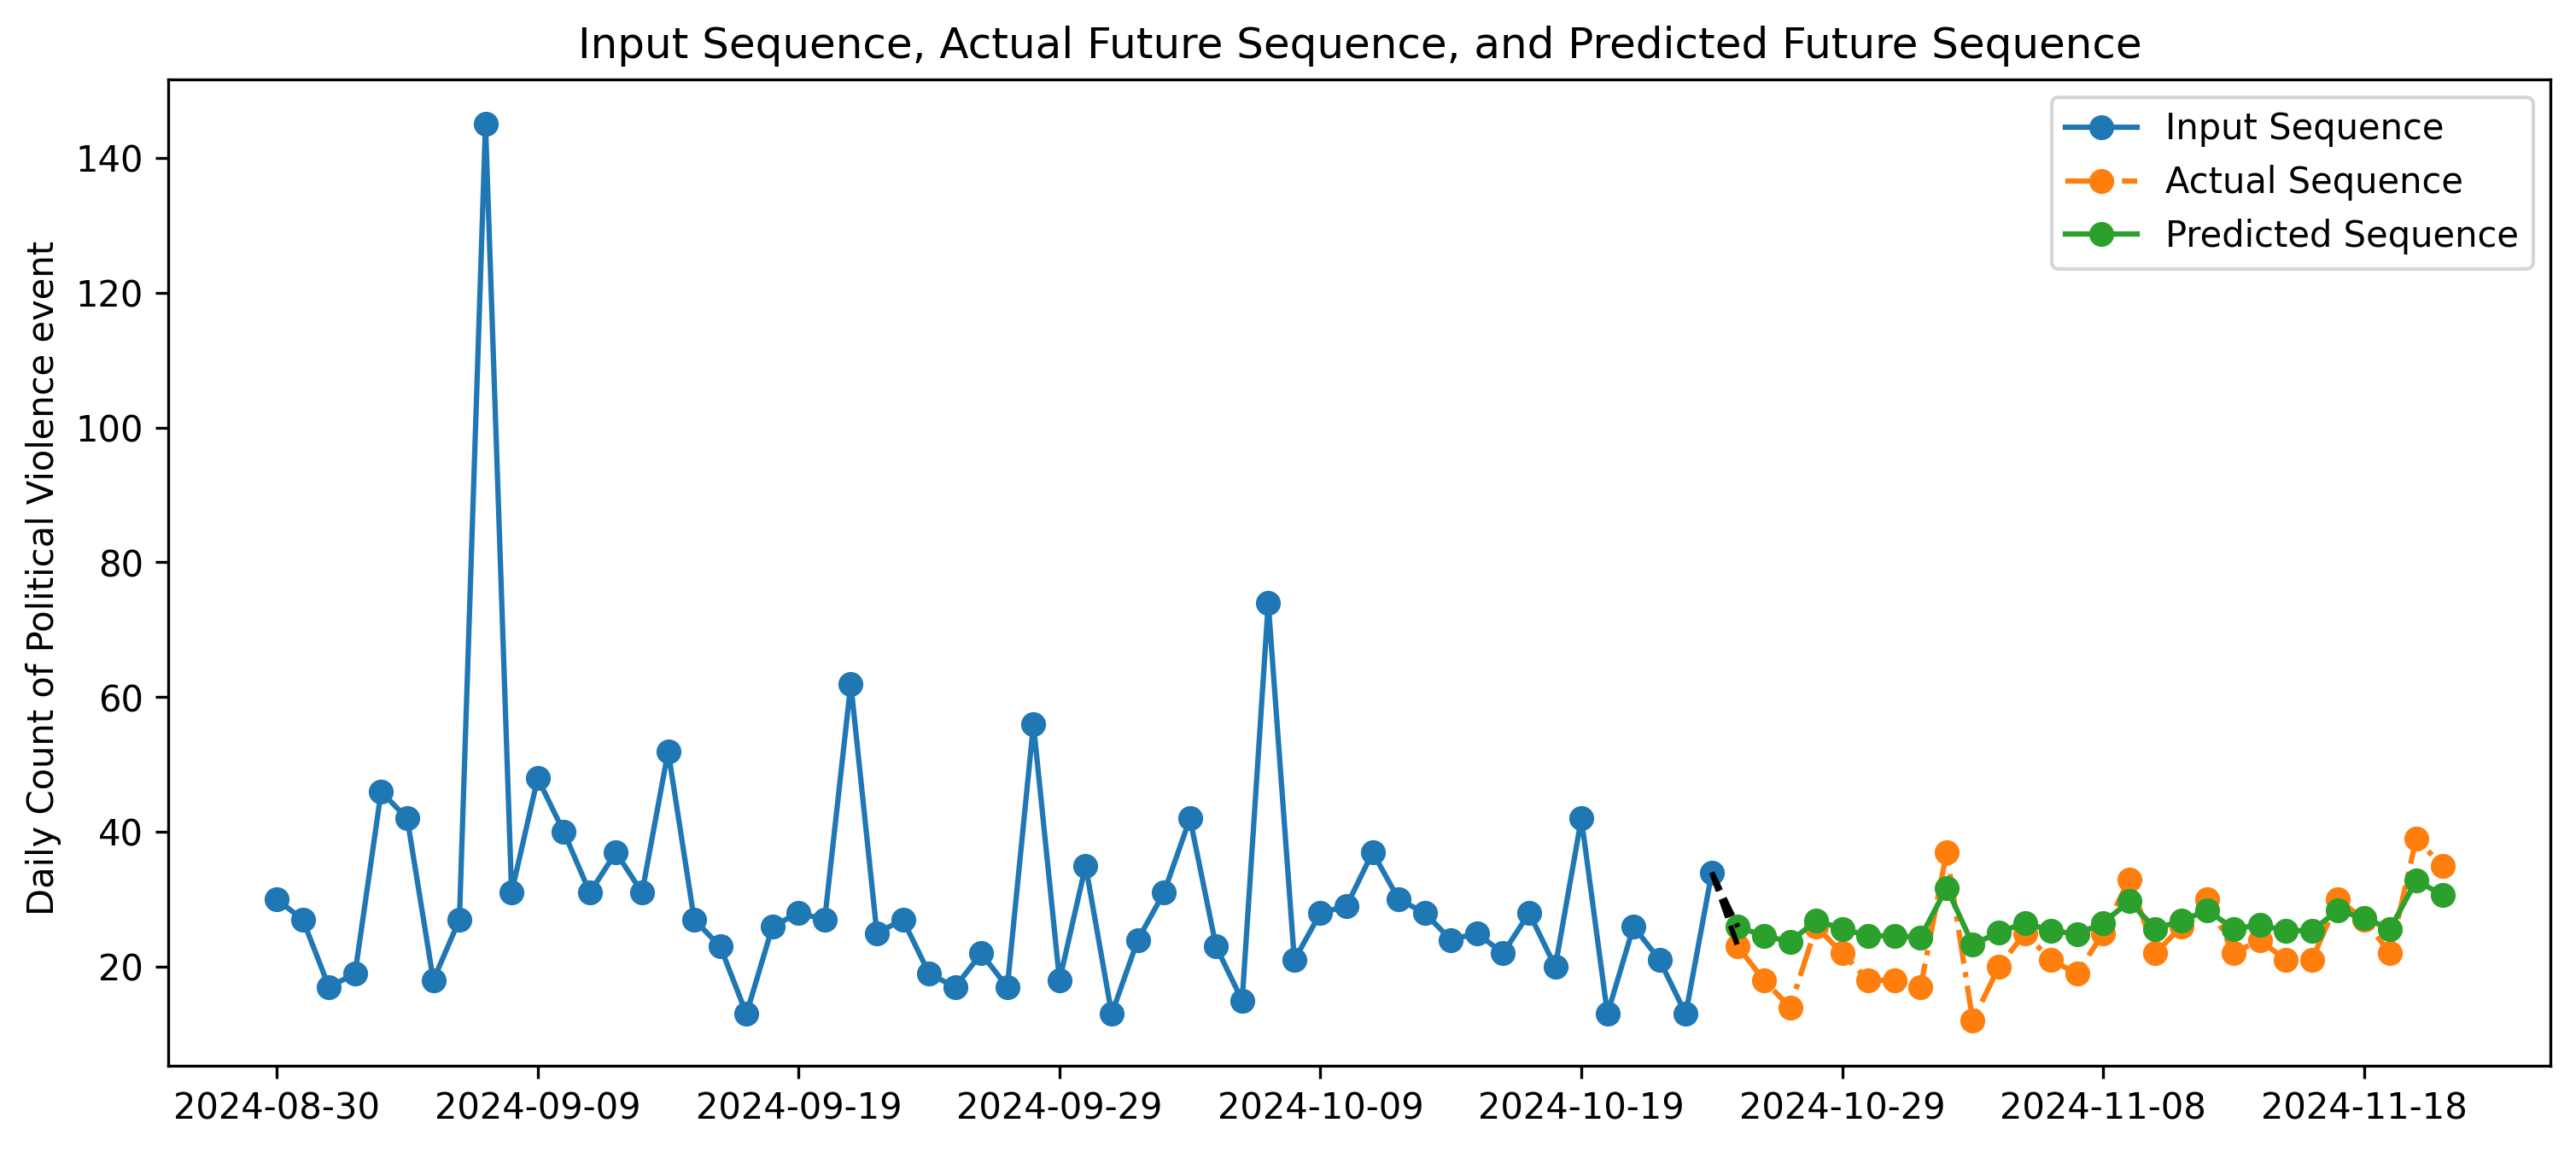 Input Sequence, Actual Future Sequence, and Predicted Future Sequence
Daily Count of Political Violence event
140
120
100
80
60
40
20
Input Sequence
Actual Sequence
Predicted Sequence
2024-08-30 2024-09-09 2024-09-19 2024-09-29 2024-10-09 2024-10-19 2024-10-29 2024-11-08 2024-11-18